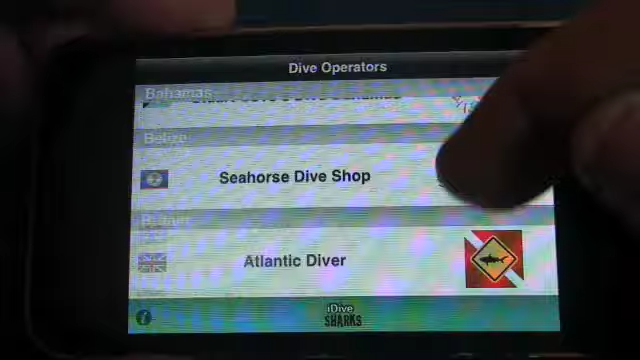 Dive Operators
Bahamas
Belize
Seahorse Dive Shop
Atlantic Diver
iDive
SHARKS